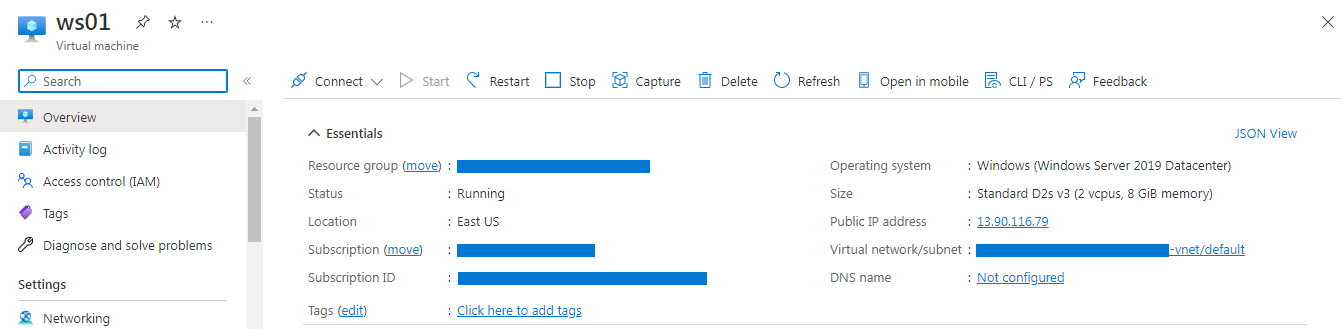 ws01 ...
Virtual machine
Search
«
Connect Start Restart Stop Capture Delete Refresh Open in mobile CLI / PS Feedback
Overview
Activity log
Access control (IAM)
Tags
Diagnose and solve problems
Settings
Networking
Essentials
JSON View
Resource group (move) :
Status : Running
Location : East US
Subscription (move) :
Subscription ID :
Tags (edit) : Click here to add tags
Operating system : Windows (Windows Server 2019 Datacenter)
Size : Standard D2s v3 (2 vcpus, 8 GiB memory)
Public IP address : 13.90.116.79
Virtual network/subnet : -vnet/default
DNS name : Not configured